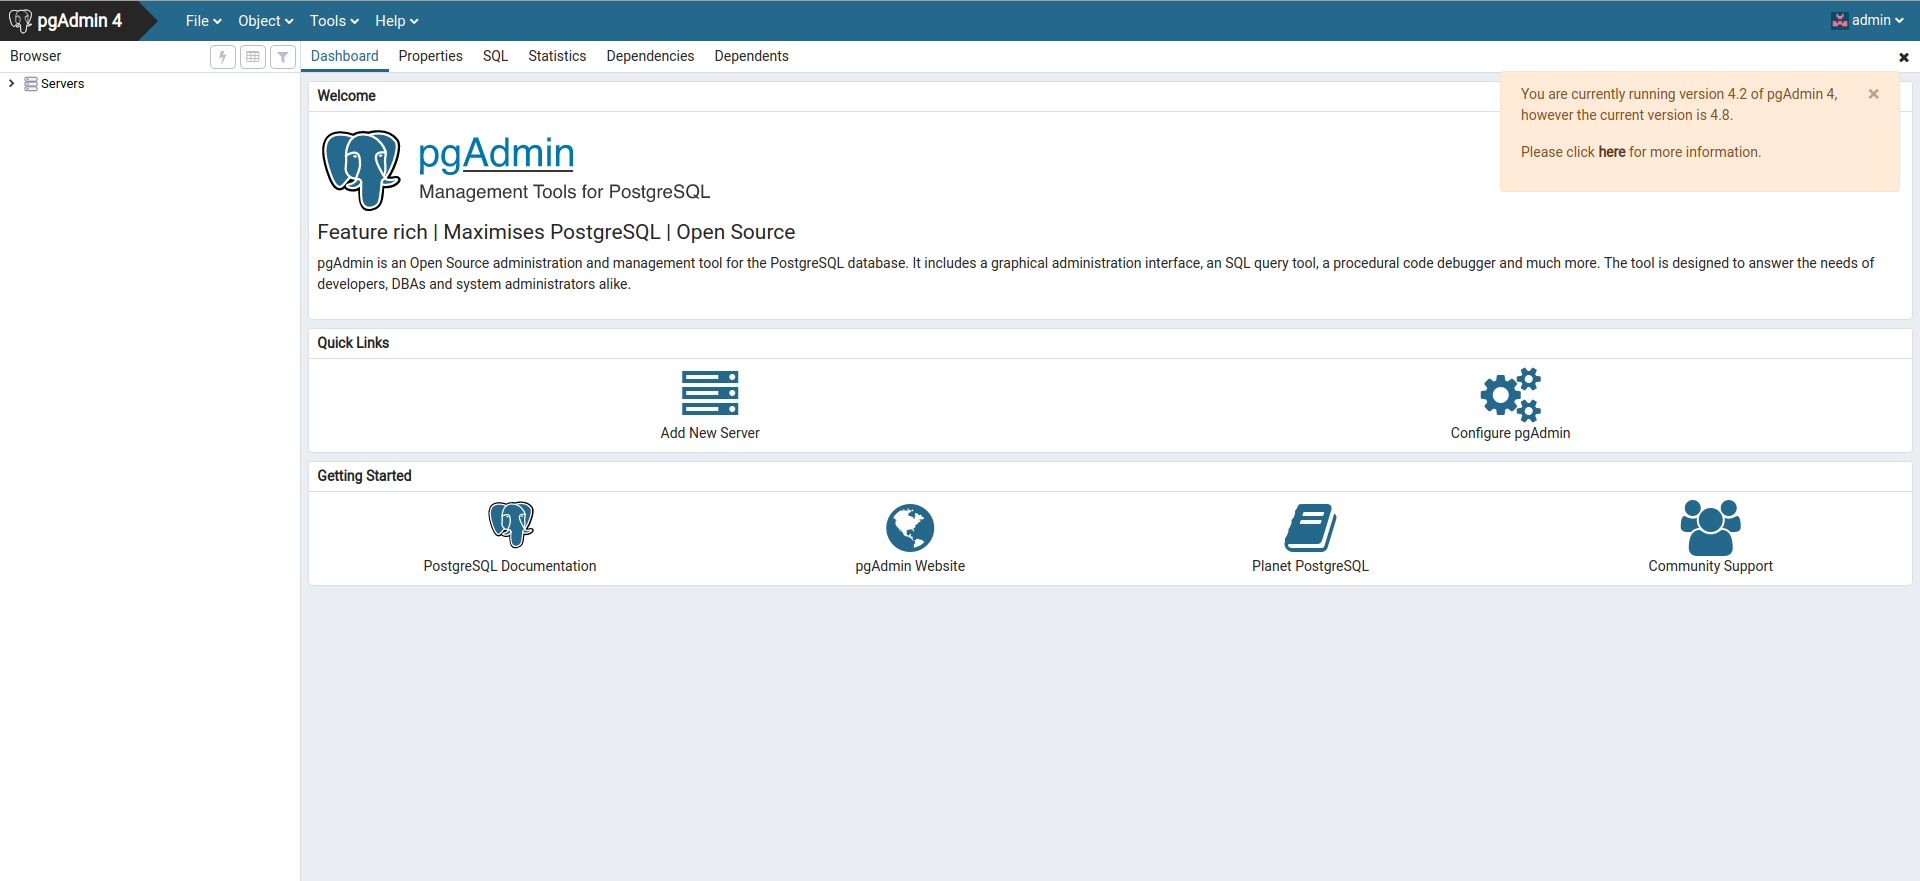 pgAdmin 4
File
Object
Tools
Help
admin
Browser
Dashboard
Properties
SQL
Statistics
Dependencies
Dependents
Servers
Welcome
You are currently running version 4.2 of pgAdmin 4,
however the current version is 4.8.
Please click here for more information.
pgAdmin
Management Tools for PostgreSQL
Feature rich | Maximises PostgreSQL | Open Source
pgAdmin is an Open Source administration and management tool for the PostgreSQL database. It includes a graphical administration interface, an SQL query tool, a procedural code debugger and much more. The tool is designed to answer the needs of
developers, DBAs and system administrators alike.
Quick Links
Add New Server
Configure pgAdmin
Getting Started
PostgreSQL Documentation
pgAdmin Website
Planet PostgreSQL
Community Support